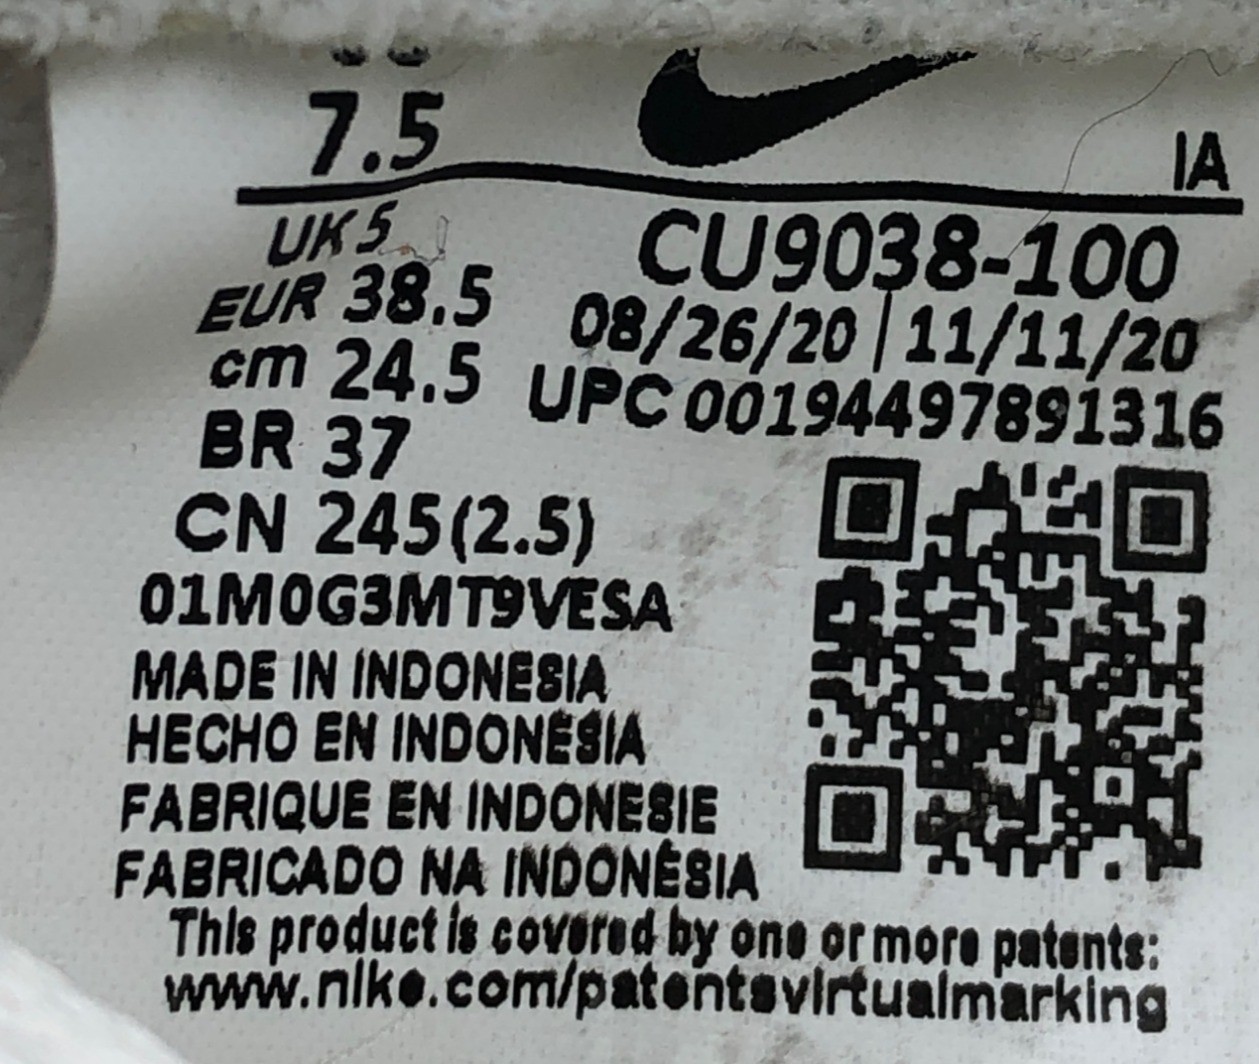 7.5
IA
UK 5
CU9038-100
EUR 38.5
08/26/20 | 11/11/20
cm 24.5
UPC 00194497891316
BR 37
CN 245(2.5)
01M0G3MT9VESA
MADE IN INDONESIA
HECHO EN INDONESIA
FABRIQUE EN INDONESIE
FABRICADO NA INDONÉSIA
This product is covered by one or more patents:
www.nike.com/patentsvirtualmarking